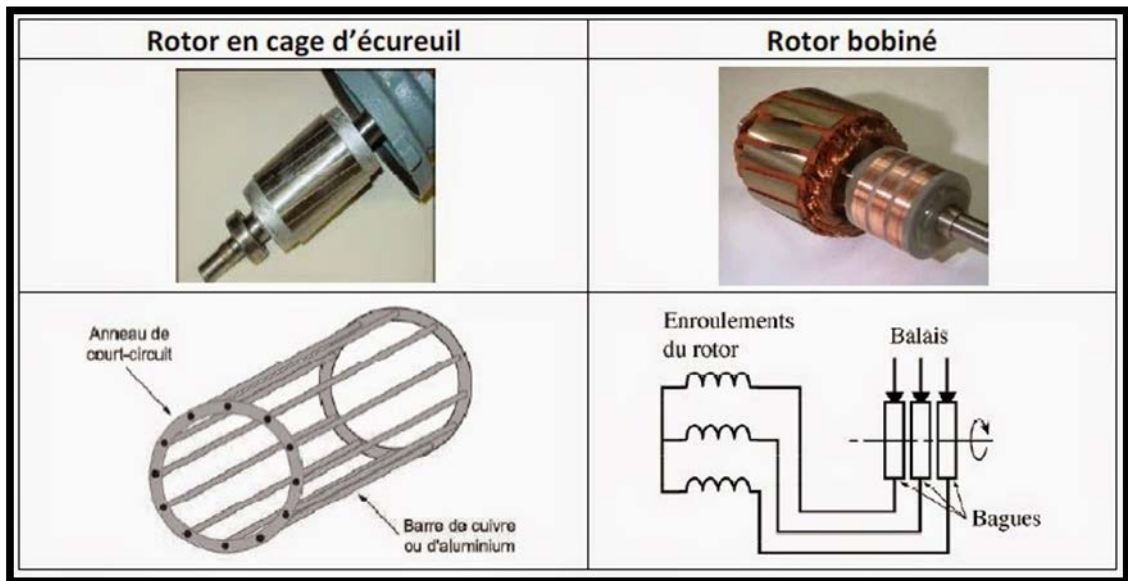 Rotor en cage d'écureuil
Rotor bobiné
Anneau de
court-circuit
Barre de cuivre
ou d'aluminium
Enroulements
du rotor
Balais
Bagues